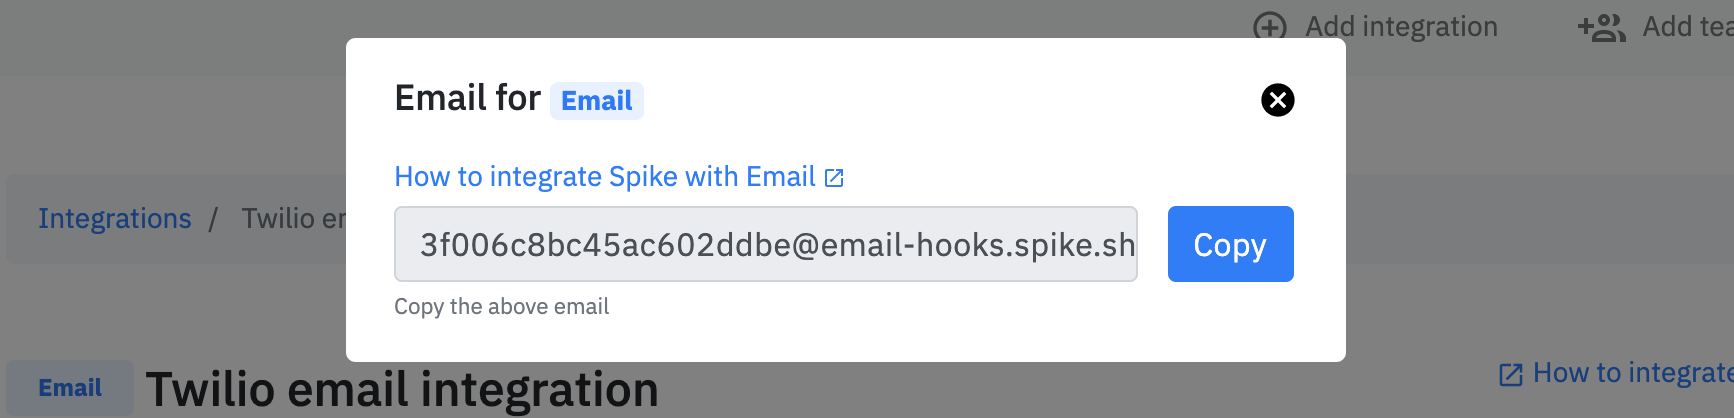 Add integration
Add tea
Email for Email
How to integrate Spike with Email
Integrations / Twilio em
3f006c8bc45ac602ddbe@email-hooks.spike.sh
Copy
Copy the above email
Email Twilio email integration
How to integrate